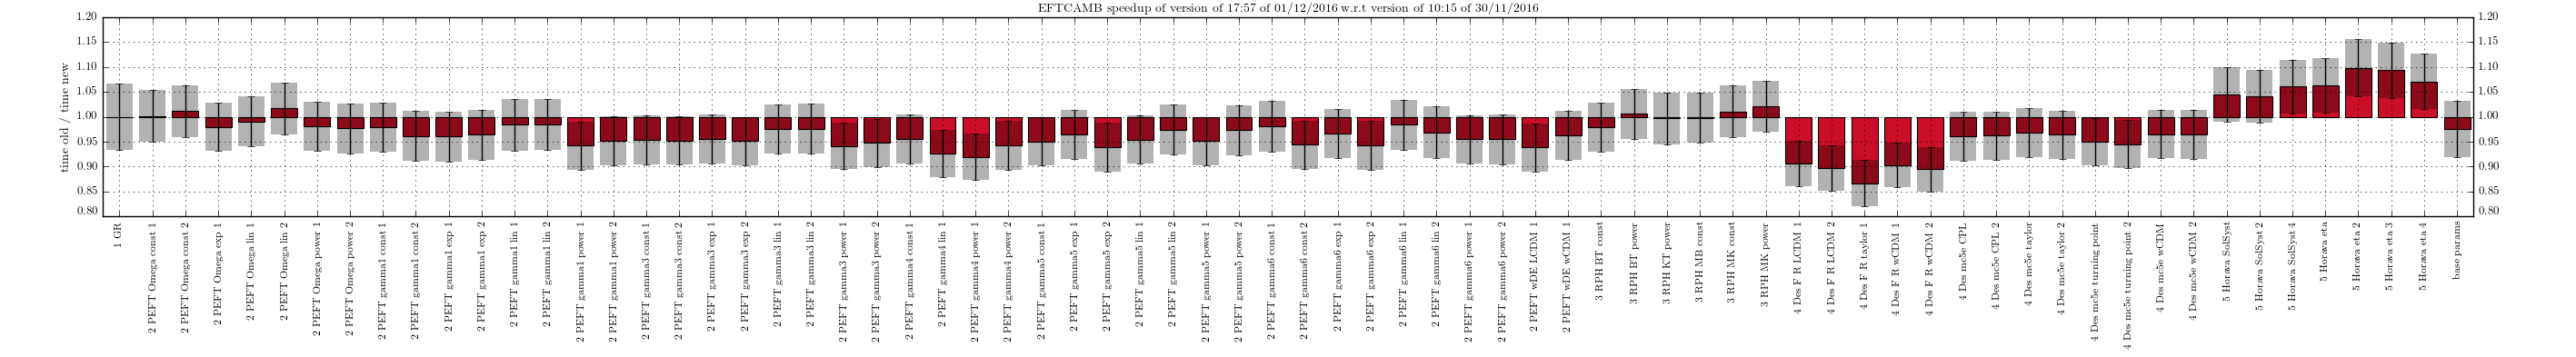 EFTCAMB speedup of version of 17:57 of 01/12/2016 w.r.t version of 10:15 of 30/11/2016
time old / time new
1.20
1.15
1.10
1.05
1.00
0.95
0.90
0.85
0.80
1.20
1.15
1.10
1.05
1.00
0.95
0.90
0.85
0.80
1 GR
2 PEFT Omega const 1
2 PEFT Omega const 2
2 PEFT Omega exp 1
2 PEFT Omega lin 1
2 PEFT Omega lin 2
2 PEFT Omega power 1
2 PEFT Omega power 2
2 PEFT gamma1 const 1
2 PEFT gamma1 const 2
2 PEFT gamma1 exp 1
2 PEFT gamma1 exp 2
2 PEFT gamma1 lin 1
2 PEFT gamma1 lin 2
2 PEFT gamma1 power 1
2 PEFT gamma1 power 2
2 PEFT gamma3 const 1
2 PEFT gamma3 const 2
2 PEFT gamma3 exp 1
2 PEFT gamma3 exp 2
2 PEFT gamma3 lin 1
2 PEFT gamma3 lin 2
2 PEFT gamma3 power 1
2 PEFT gamma3 power 2
2 PEFT gamma4 const 1
2 PEFT gamma4 lin 1
2 PEFT gamma4 power 1
2 PEFT gamma4 power 2
2 PEFT gamma5 const 1
2 PEFT gamma5 exp 1
2 PEFT gamma5 exp 2
2 PEFT gamma5 lin 1
2 PEFT gamma5 lin 2
2 PEFT gamma5 power 1
2 PEFT gamma5 power 2
2 PEFT gamma6 const 1
2 PEFT gamma6 const 2
2 PEFT gamma6 exp 1
2 PEFT gamma6 exp 2
2 PEFT gamma6 lin 1
2 PEFT gamma6 lin 2
2 PEFT gamma6 power 1
2 PEFT gamma6 power 2
2 PEFT wDE LCDM 1
2 PEFT wDE wCDM 1
3 RPH BT const
3 RPH BT power
3 RPH KT power
3 RPH MB const
3 RPH MK const
3 RPH MK power
4 Des F R LCDM 1
4 Des F R LCDM 2
4 Des F R taylor 1
4 Des F R wCDM 1
4 Des F R wCDM 2
4 Des mc5e CPL
4 Des mc5e CPL 2
4 Des mc5e taylor
4 Des mc5e taylor 2
4 Des mc5e turning point
4 Des mc5e turning point 2
4 Des mc5e wCDM
4 Des mc5e wCDM 2
5 Horava SolSyst
5 Horava SolSyst 2
5 Horava SolSyst 4
5 Horava eta
5 Horava eta 2
5 Horava eta 3
5 Horava eta 4
base params